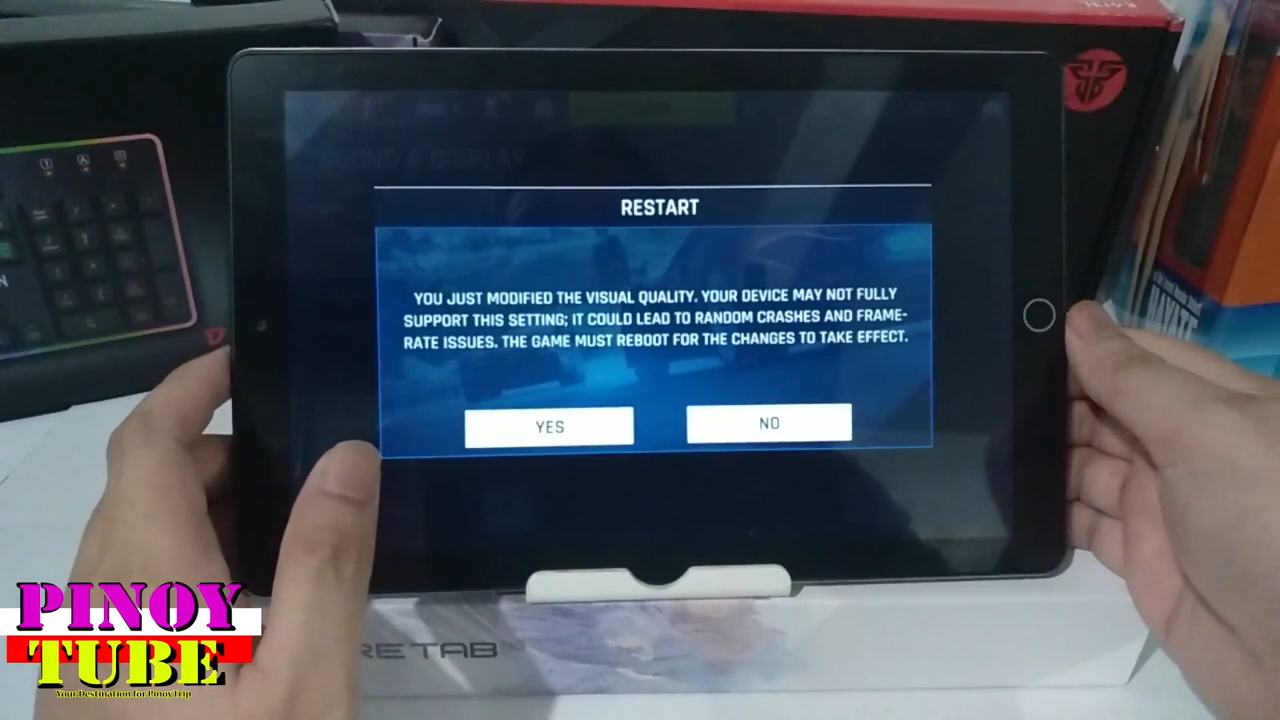 RESTART
YOU JUST MODIFIED THE VISUAL QUALITY. YOUR DEVICE MAY NOT FULLY
SUPPORT THIS SETTING; IT COULD LEAD TO RANDOM CRASHES AND FRAME-
RATE ISSUES. THE GAME MUST REBOOT FOR THE CHANGES TO TAKE EFFECT.
YES
NO
PINOY
TUBE
Your Destination for PinoyTrip
RE TAB